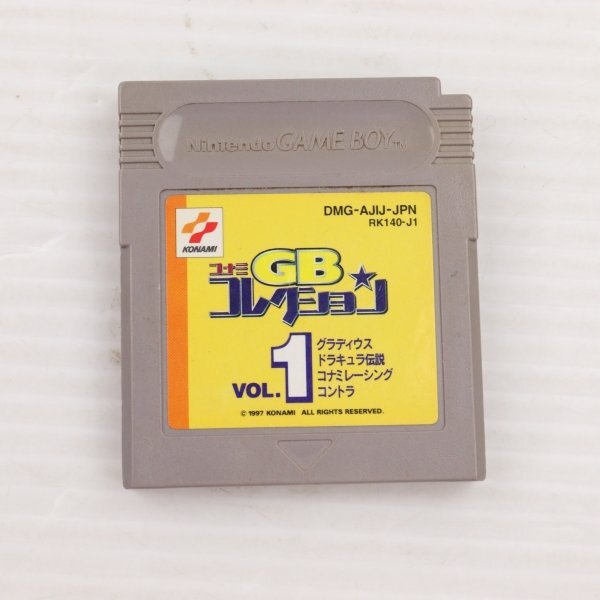 Nintendo GAME BOY TM
KONAMI
DMG-AJIJ-JPN
RK140-J1
コナミ GB
コレクション
VOL.1
グラディウス
ドラキュラ伝説
コナミレーシング
コントラ
© 1997 KONAMI ALL RIGHTS RESERVED.